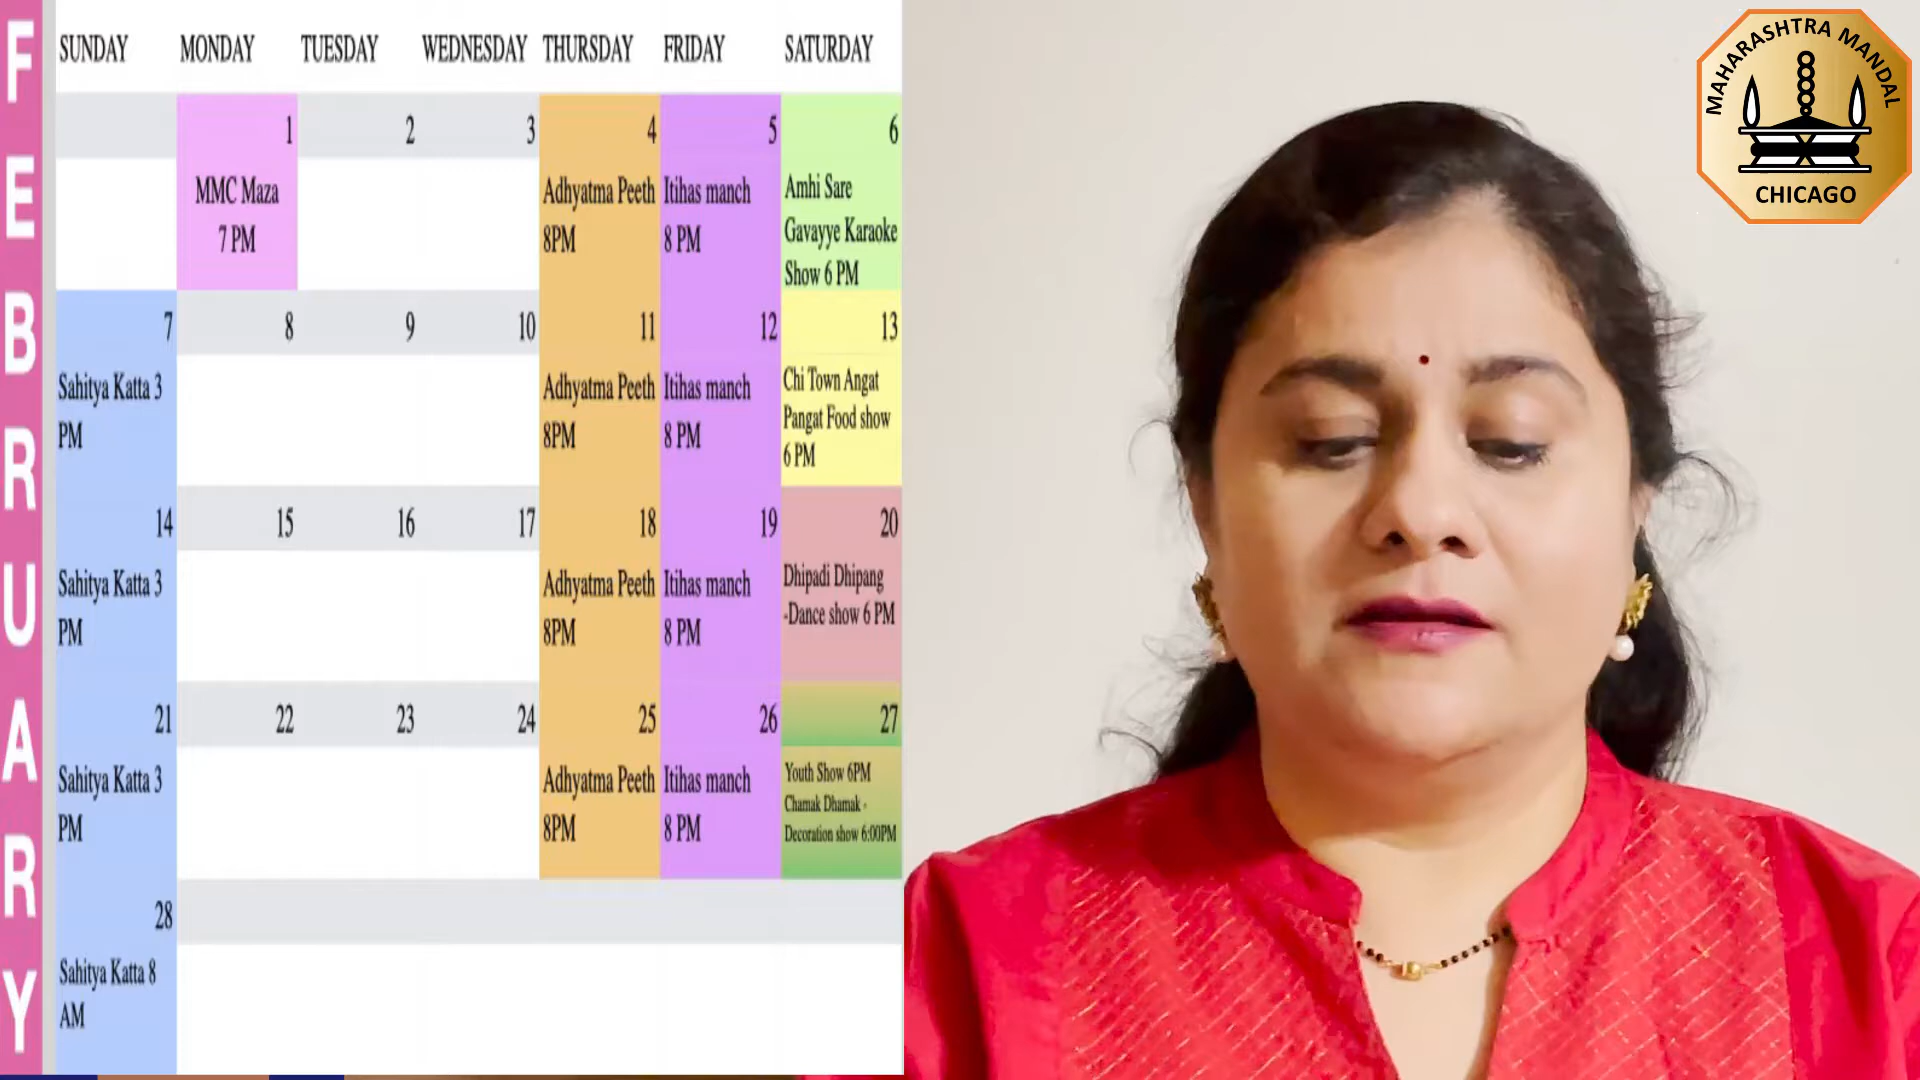 FEBRUARY
SUNDAY MONDAY TUESDAY WEDNESDAY THURSDAY FRIDAY SATURDAY
1 2 3 4 5 6
MMC Maza
7 PM
Adhyatma Peeth
8PM
Itihas manch
8 PM
Amhi Sare
Gavayye Karaoke
Show 6 PM
7 8 9 10 11 12 13
Sahitya Katta 3
PM
Adhyatma Peeth
8PM
Itihas manch
8 PM
Chi Town Angat
Pangat Food show
6 PM
14 15 16 17 18 19 20
Sahitya Katta 3
PM
Adhyatma Peeth
8PM
Itihas manch
8 PM
Dhipadi Dhipang
-Dance show 6 PM
21 22 23 24 25 26 27
Sahitya Katta 3
PM
Adhyatma Peeth
8PM
Itihas manch
8 PM
Youth Show 6PM
Chamak Dhamak -
Decoration show 6:00PM
28
Sahitya Katta 8
AM
MAHARASHTRA MANDAL
CHICAGO